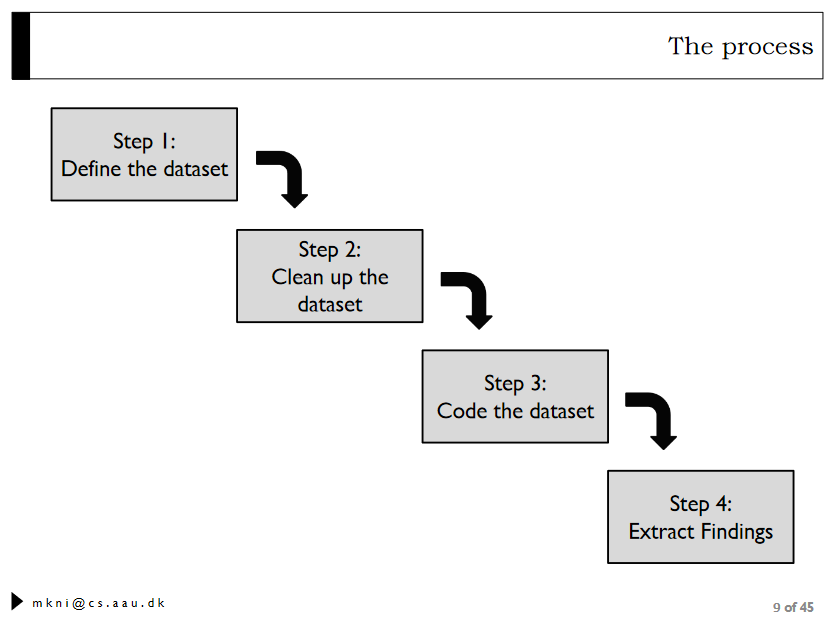 The process
Step 1:
Define the dataset
Step 2:
Clean up the
dataset
Step 3:
Code the dataset
Step 4:
Extract Findings
mkni@cs.aau.dk
9 of 45